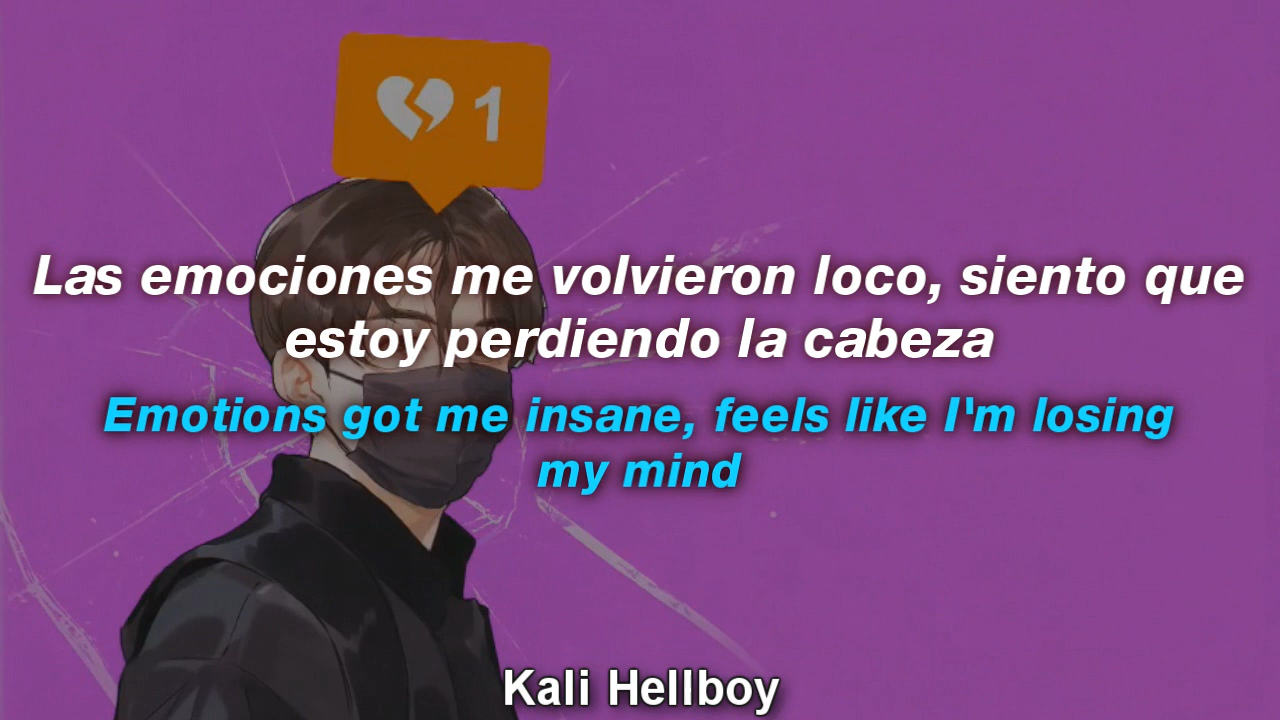 1
Las emociones me volvieron loco, siento que
estoy perdiendo la cabeza
Emotions got me insane, feels like I'm losing
my mind
Kali Hellboy